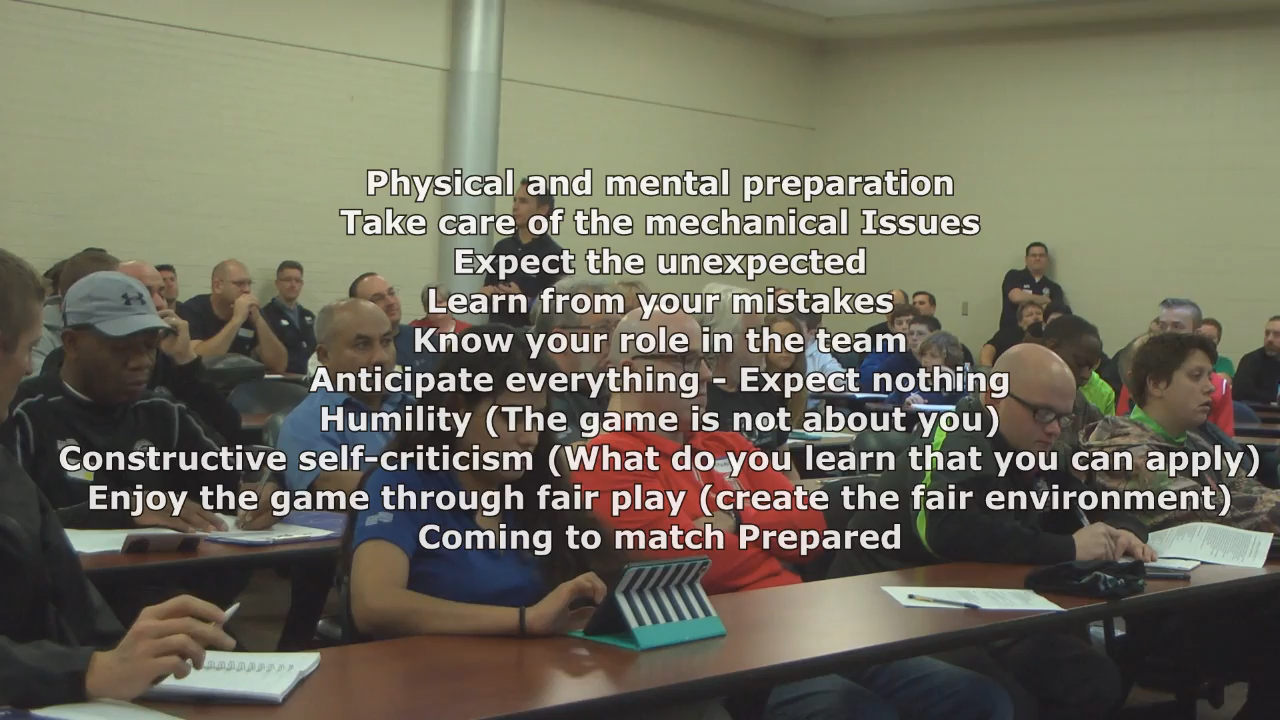 Physical and mental preparation
Take care of the mechanical Issues
Expect the unexpected
Learn from your mistakes
Know your role in the team
Anticipate everything - Expect nothing
Humility (The game is not about you)
Constructive self-criticism (What do you learn that you can apply)
Enjoy the game through fair play (create the fair environment)
Coming to match Prepared